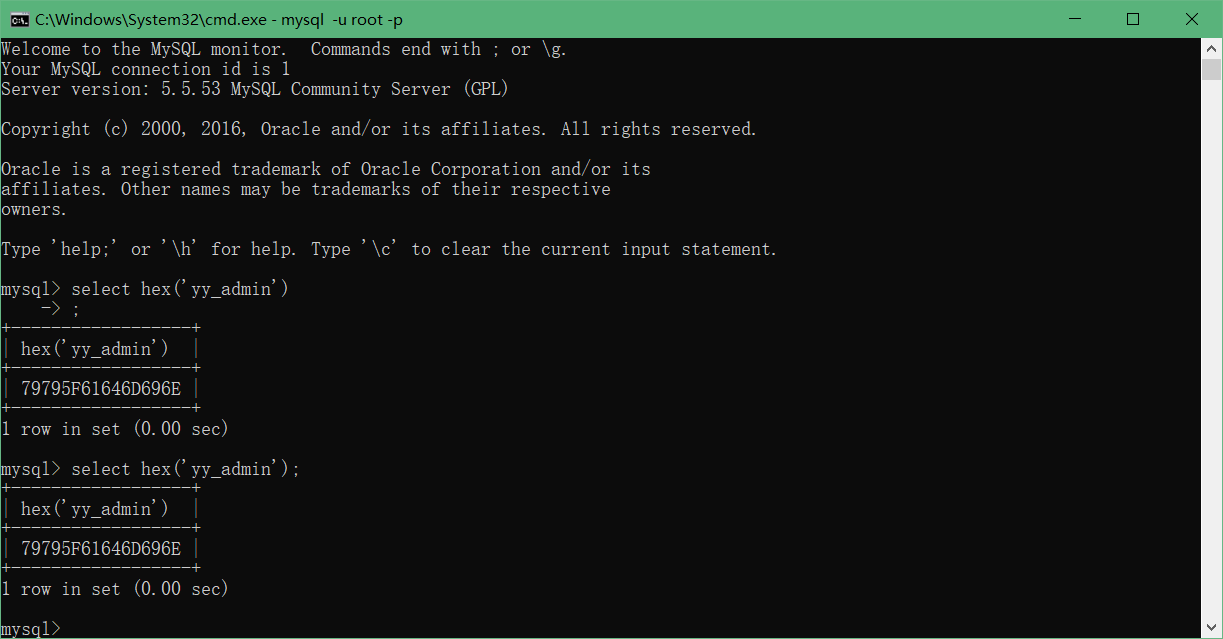 C:\Windows\System32\cmd.exe - mysql  -u root -p
Welcome to the MySQL monitor.  Commands end with ; or \g.
Your MySQL connection id is 1
Server version: 5.5.53 MySQL Community Server (GPL)
Copyright (c) 2000, 2016, Oracle and/or its affiliates. All rights reserved.
Oracle is a registered trademark of Oracle Corporation and/or its
affiliates. Other names may be trademarks of their respective
owners.
Type 'help;' or '\h' for help. Type '\c' to clear the current input statement.
mysql> select hex('yy_admin')
    -> ;
+------------------+
| hex('yy_admin')  |
+------------------+
| 79795F61646D696E |
+------------------+
1 row in set (0.00 sec)
mysql> select hex('yy_admin');
+------------------+
| hex('yy_admin')  |
+------------------+
| 79795F61646D696E |
+------------------+
1 row in set (0.00 sec)
mysql>